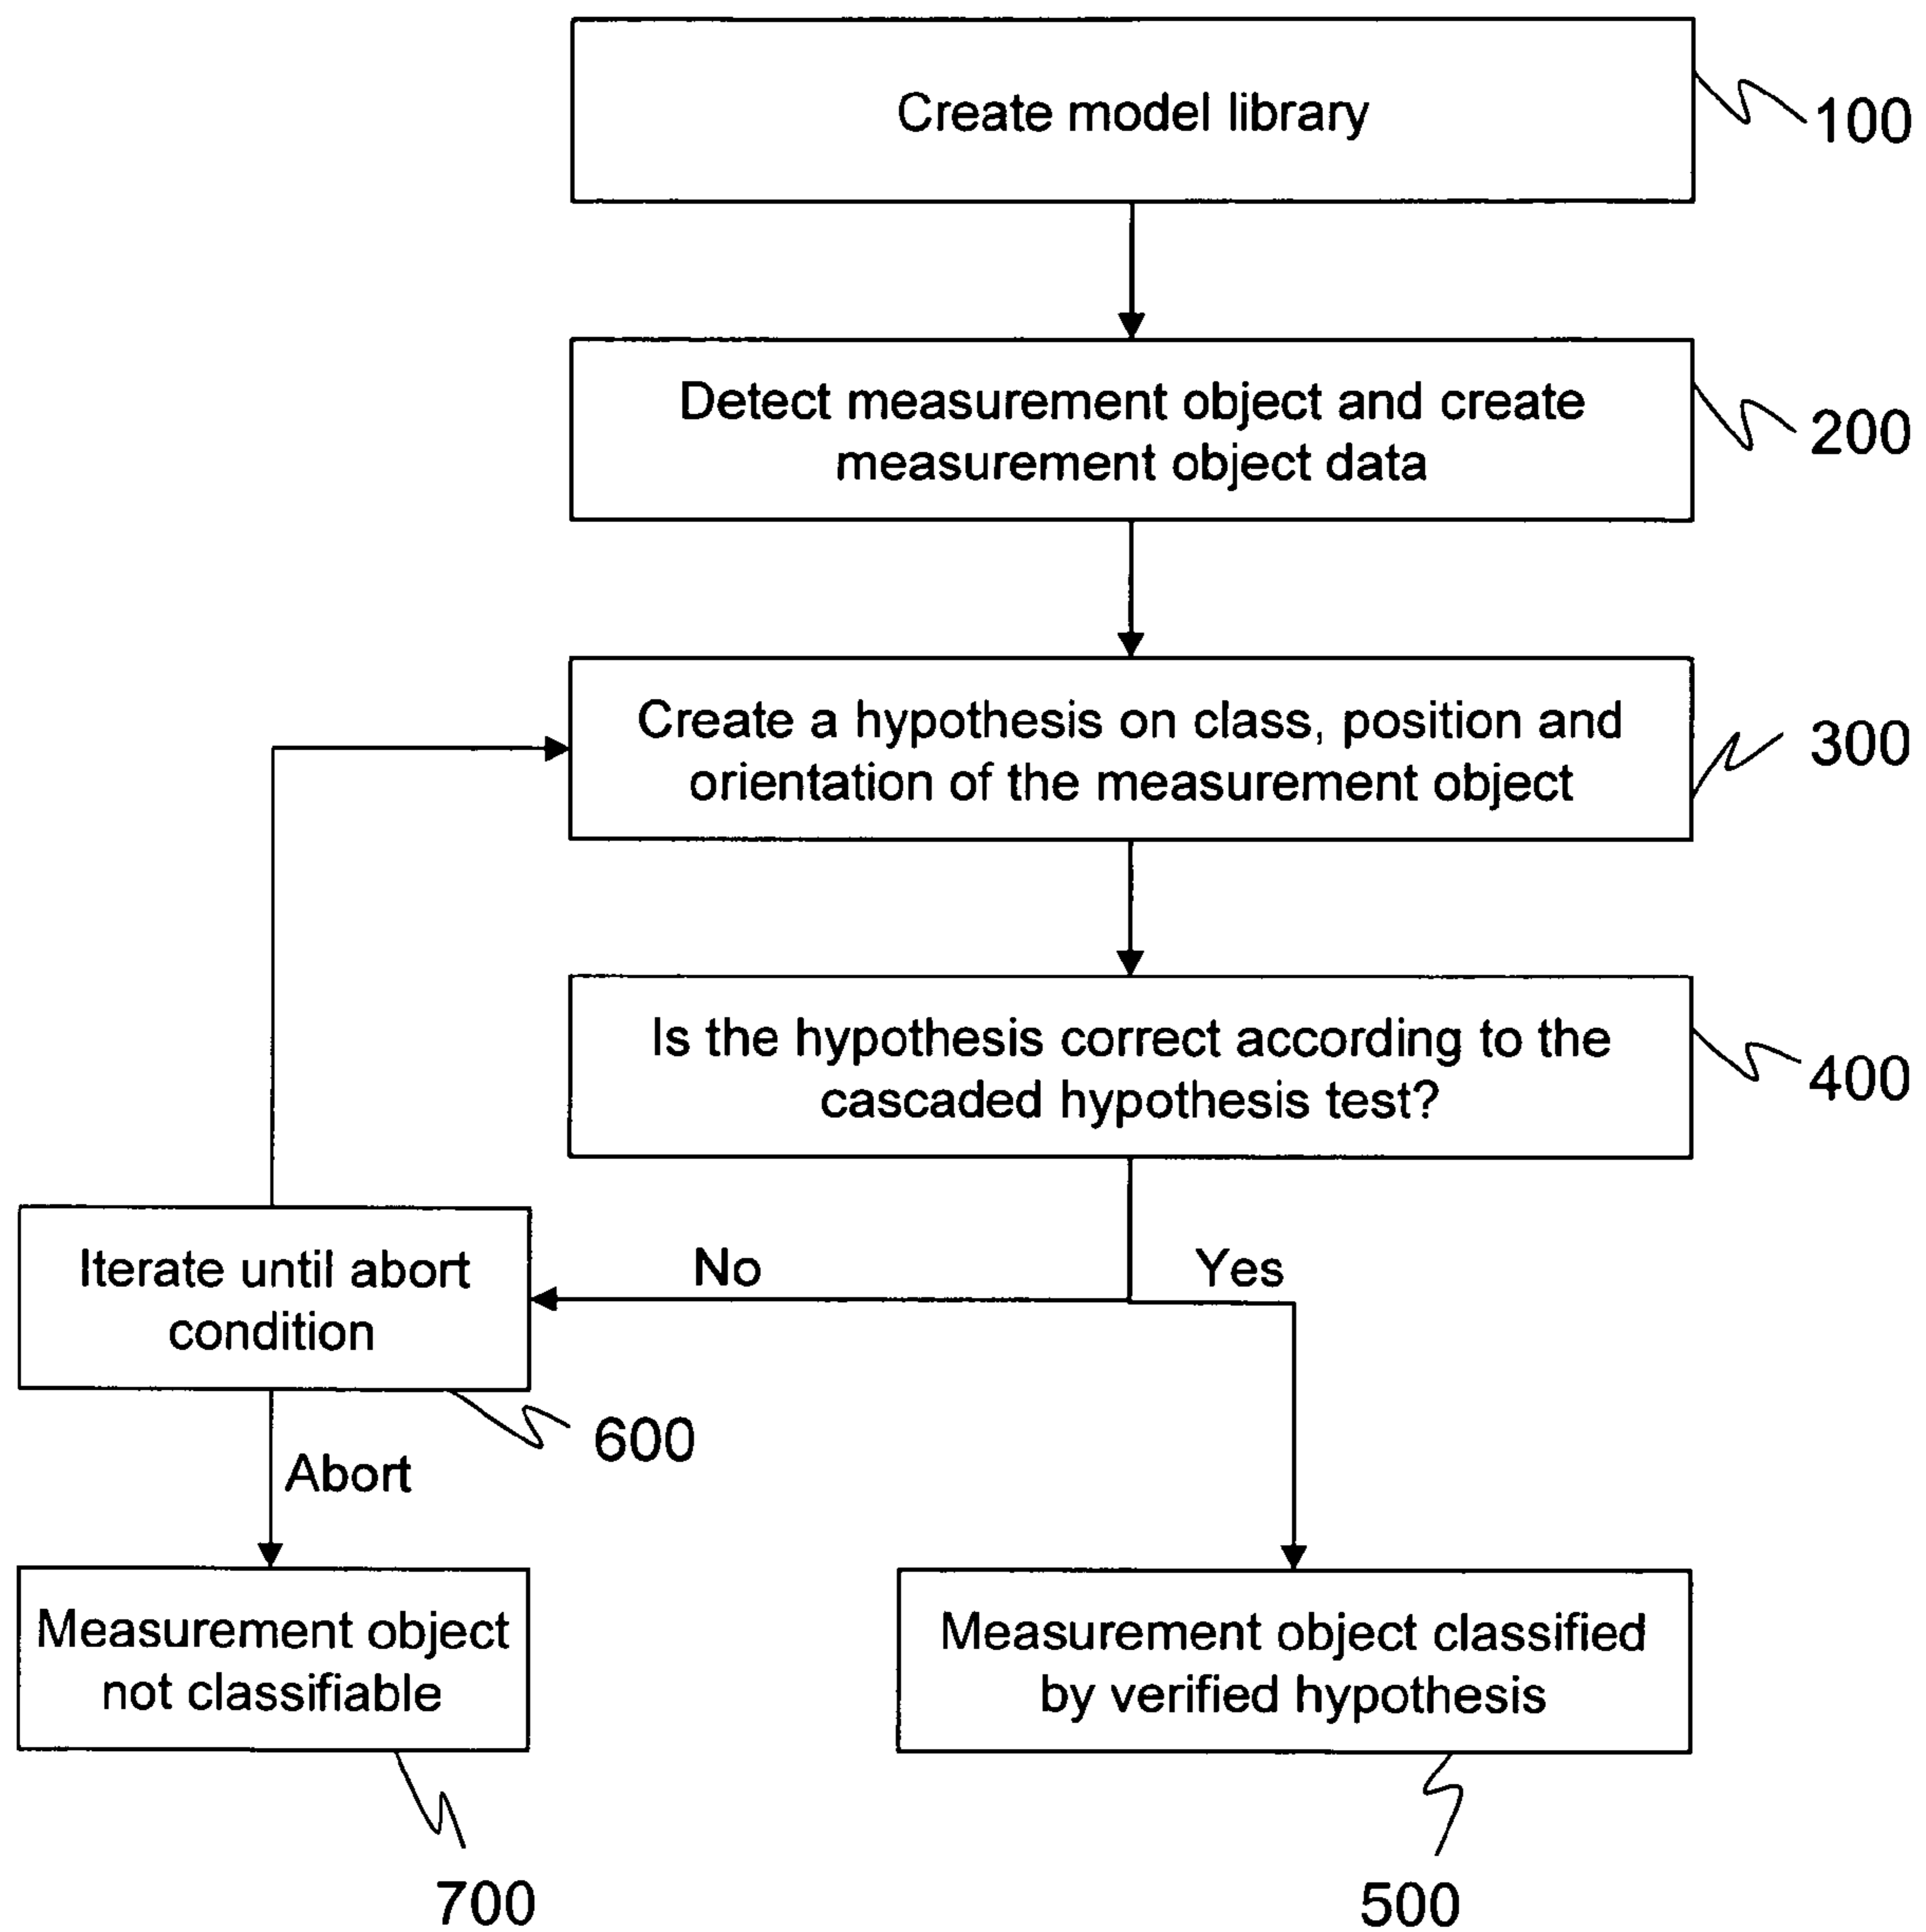 Create model library
100
Detect measurement object and create
measurement object data
200
Create a hypothesis on class, position and
orientation of the measurement object
300
Is the hypothesis correct according to the
cascaded hypothesis test?
400
Iterate until abort
condition
No
Yes
600
Abort
Measurement object
not classifiable
Measurement object classified
by verified hypothesis
700
500